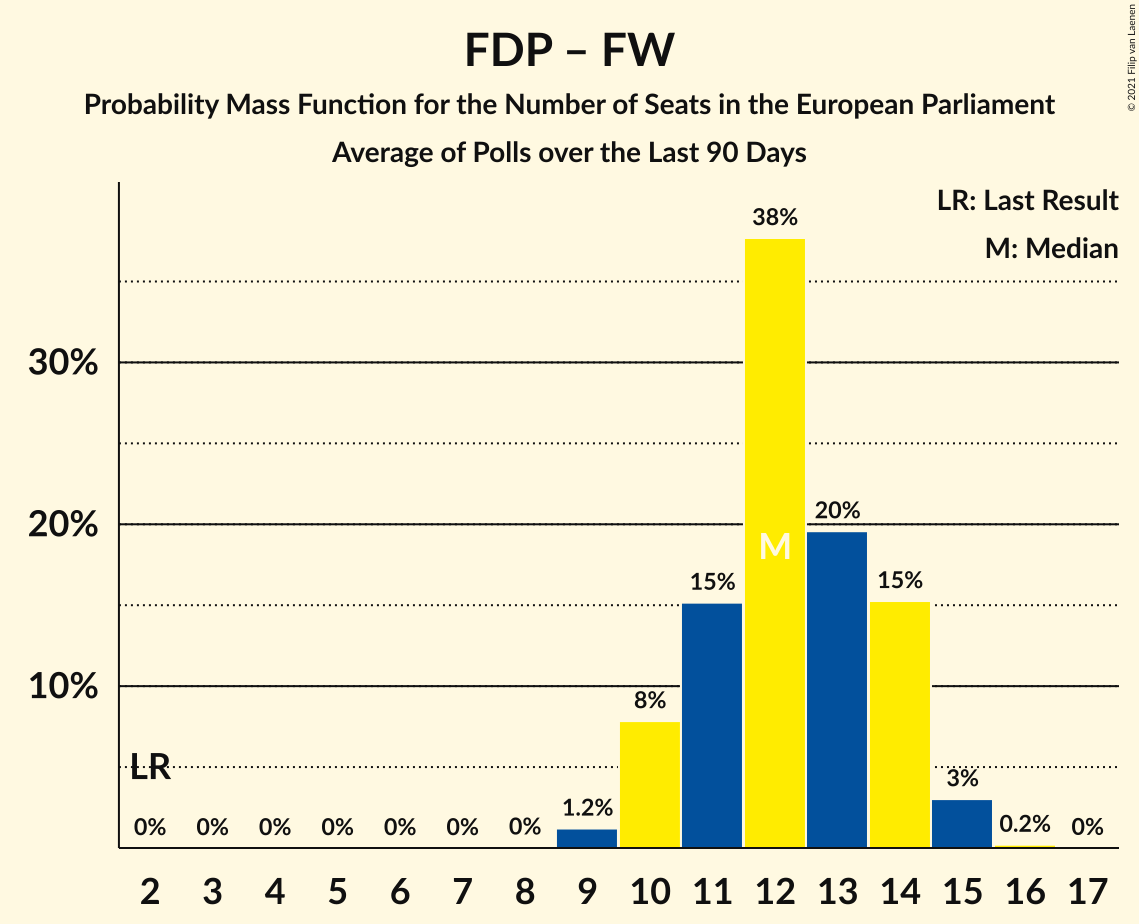 FDP – FW
Probability Mass Function for the Number of Seats in the European Parliament
Average of Polls over the Last 90 Days
© 2021 Filip van Laenen
LR: Last Result
M: Median
38%
30%
20%
20%
M
15%
15%
10%
8%
LR
3%
1.2%
0% 0% 0% 0% 0% 0% 0% 0.2% 0%
2 3 4 5 6 7 8 9 10 11 12 13 14 15 16 17